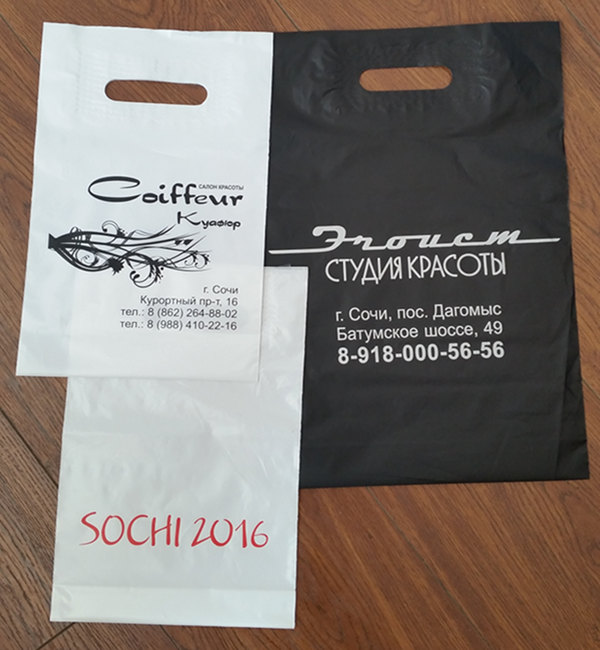 Coiffeur
САЛОН КРАСОТЫ
Куафюр
г. Сочи
Курортный пр-т, 16
тел.: 8 (862) 264-88-02
тел.: 8 (988) 410-22-16
Эгоист
СТУДИЯ КРАСОТЫ
г. Сочи, пос. Дагомыс
Батумское шоссе, 49
8-918-000-56-56
SOCHI 2016